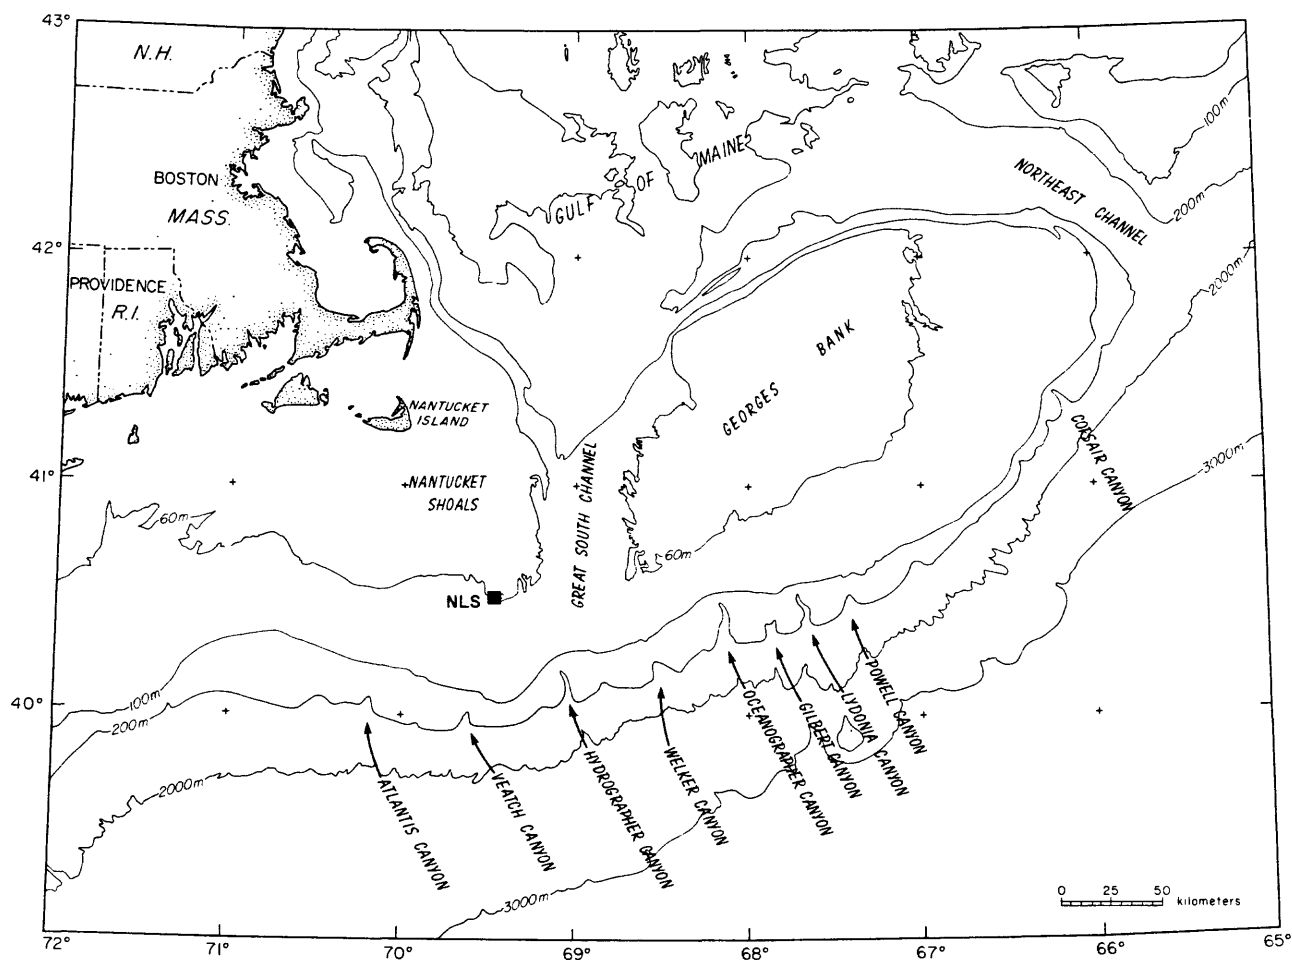 43°
N.H.
100m
BOSTON
MASS.
GULF
OF
MAINE
NORTHEAST CHANNEL
200m
42°
PROVIDENCE
R.I.
2000m
BANK
GEORGES
NANTUCKET
ISLAND
CORSAIR CANYON
3000m
41°
NANTUCKET
SHOALS
GREAT SOUTH CHANNEL
60m
60m
NLS
40°
100m
200m
2000m
ATLANTIS CANYON
VEATCH CANYON
HYDROGRAPHER CANYON
WELKER CANYON
OCEANOGRAPHER CANYON
GILBERT CANYON
LYDONIA CANYON
POWELL CANYON
3000m
0 25 50
kilometers
72° 71° 70° 69° 68° 67° 66° 65°